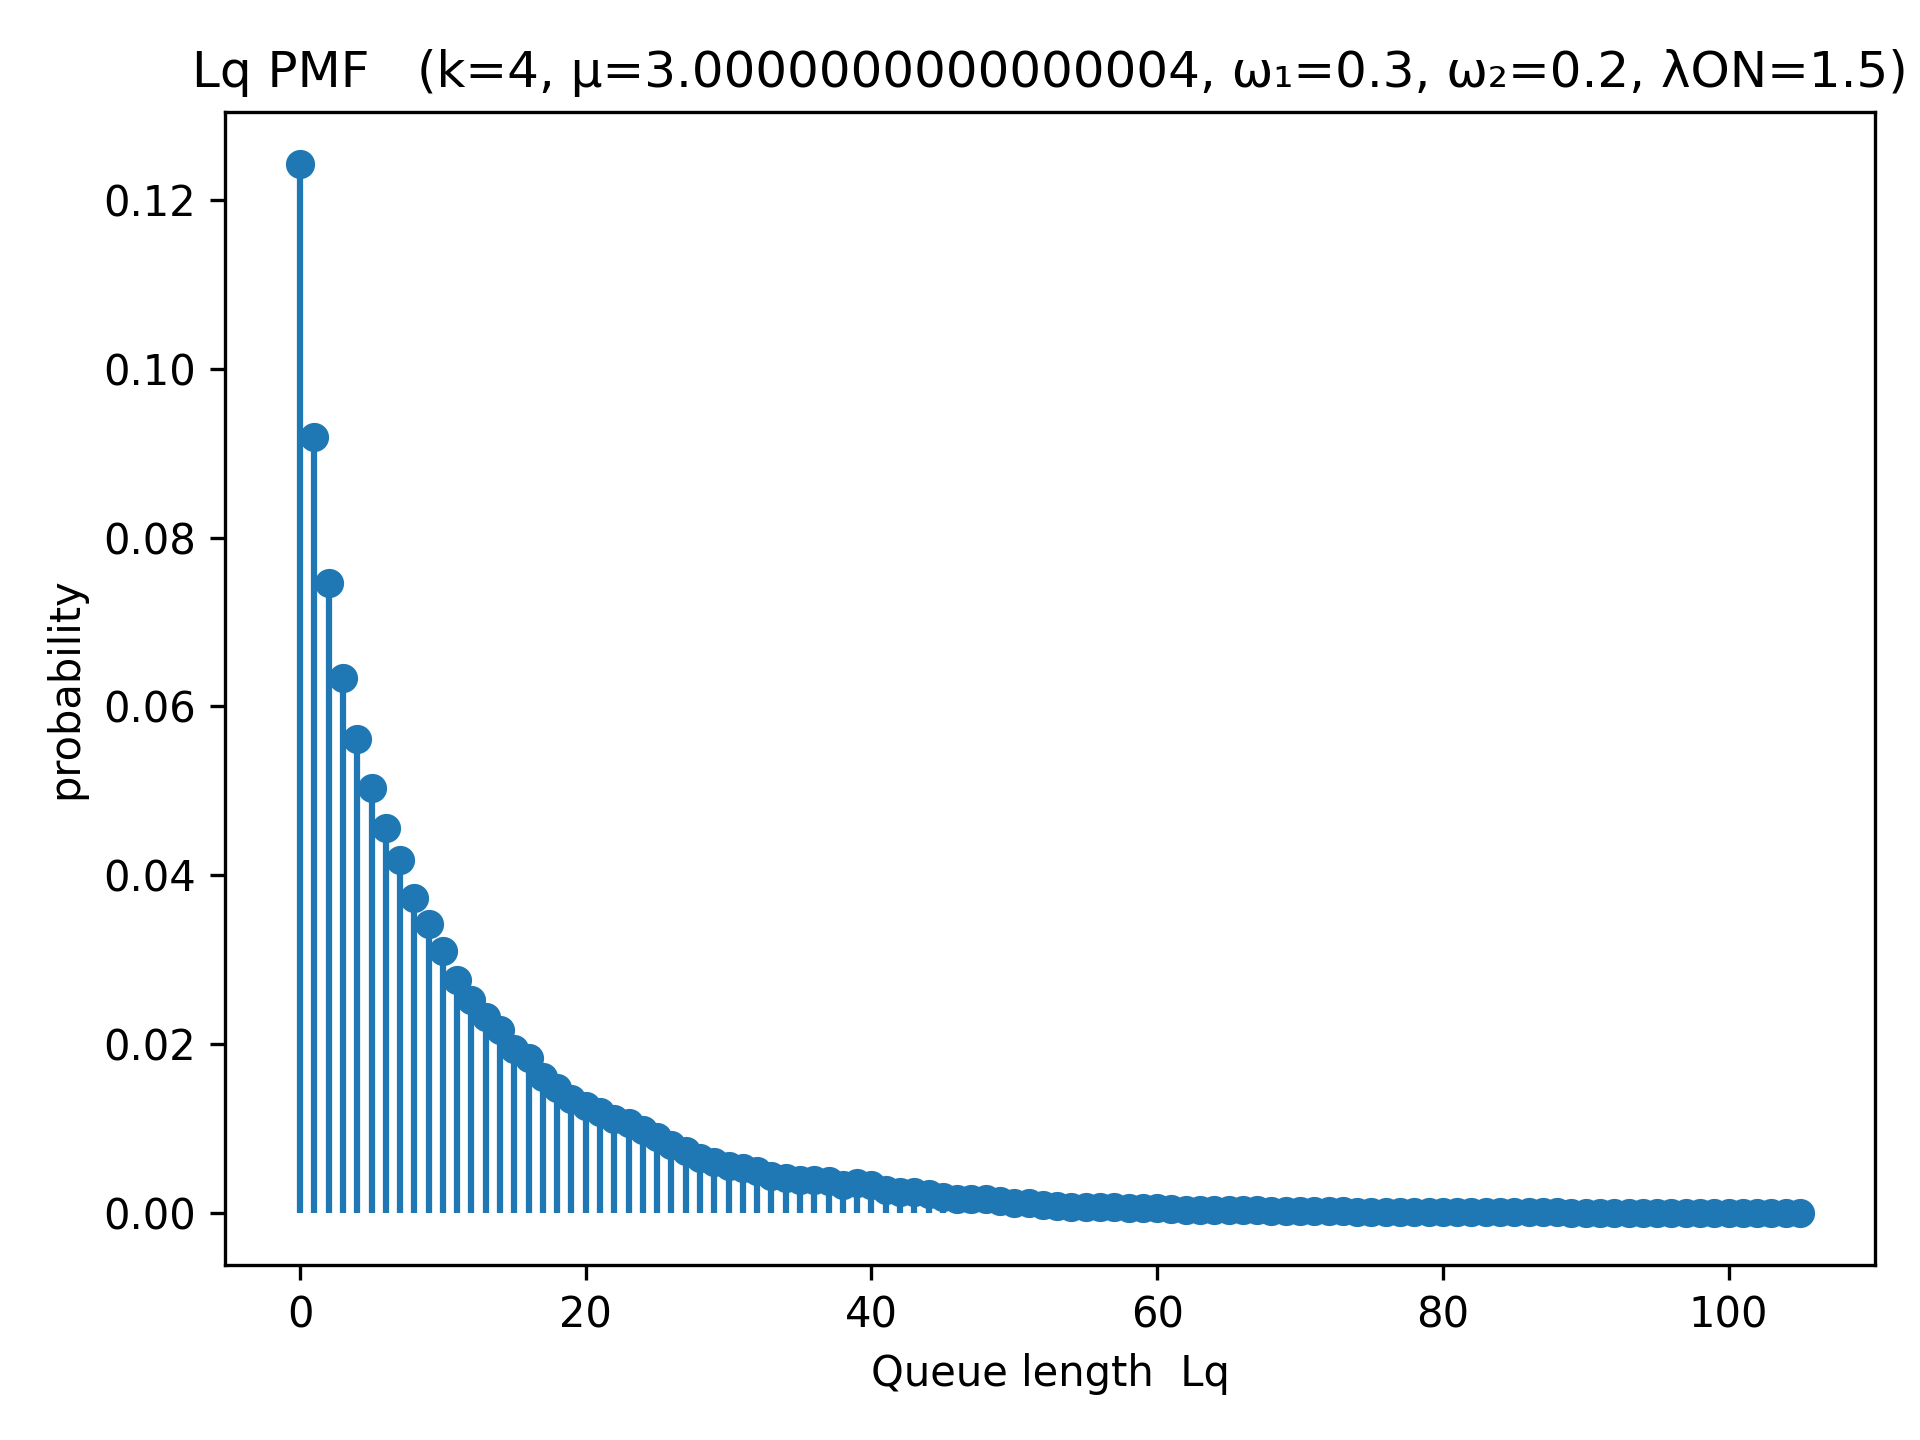 Lq PMF (k=4, μ=3.0000000000000004, ω₁=0.3, ω₂=0.2, λON=1.5)
0.12
0.10
0.08
0.06
0.04
0.02
0.00
probability
0 20 40 60 80 100
Queue length Lq